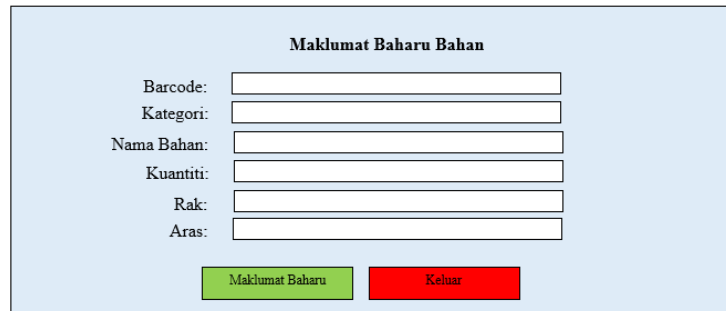 Maklumat Baharu Bahan
Barcode:
Kategori:
Nama Bahan:
Kuantiti:
Rak:
Aras:
Maklumat Baharu Keluar